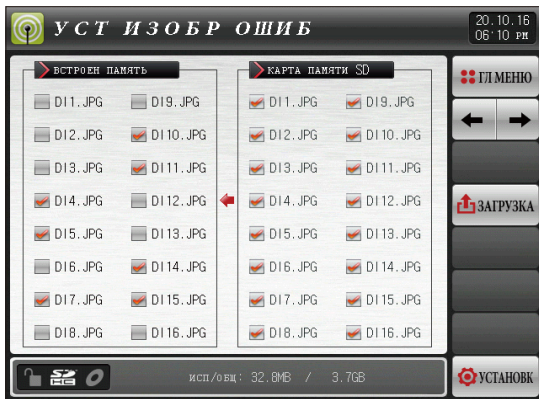 УСТ ИЗОБР ОШИБ
20.10.16
06:10 PM
ВСТРОЕН ПАМЯТЬ
DI1.JPG DI9.JPG
DI2.JPG DI10.JPG
DI3.JPG DI11.JPG
DI4.JPG DI12.JPG
DI5.JPG DI13.JPG
DI6.JPG DI14.JPG
DI7.JPG DI15.JPG
DI8.JPG DI16.JPG
КАРТА ПАМЯТИ SD
DI1.JPG DI9.JPG
DI2.JPG DI10.JPG
DI3.JPG DI11.JPG
DI4.JPG DI12.JPG
DI5.JPG DI13.JPG
DI6.JPG DI14.JPG
DI7.JPG DI15.JPG
DI8.JPG DI16.JPG
ГЛ МЕНЮ
ЗАГРУЗКА
УСТАНОВК
SD HC
ИСП/ОБЩ: 32.8MB / 3.7GB